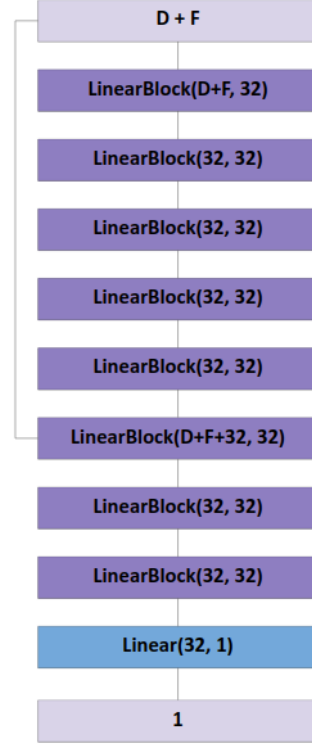 D + F
LinearBlock(D+F, 32)
LinearBlock(32, 32)
LinearBlock(32, 32)
LinearBlock(32, 32)
LinearBlock(32, 32)
LinearBlock(D+F+32, 32)
LinearBlock(32, 32)
LinearBlock(32, 32)
Linear(32, 1)
1